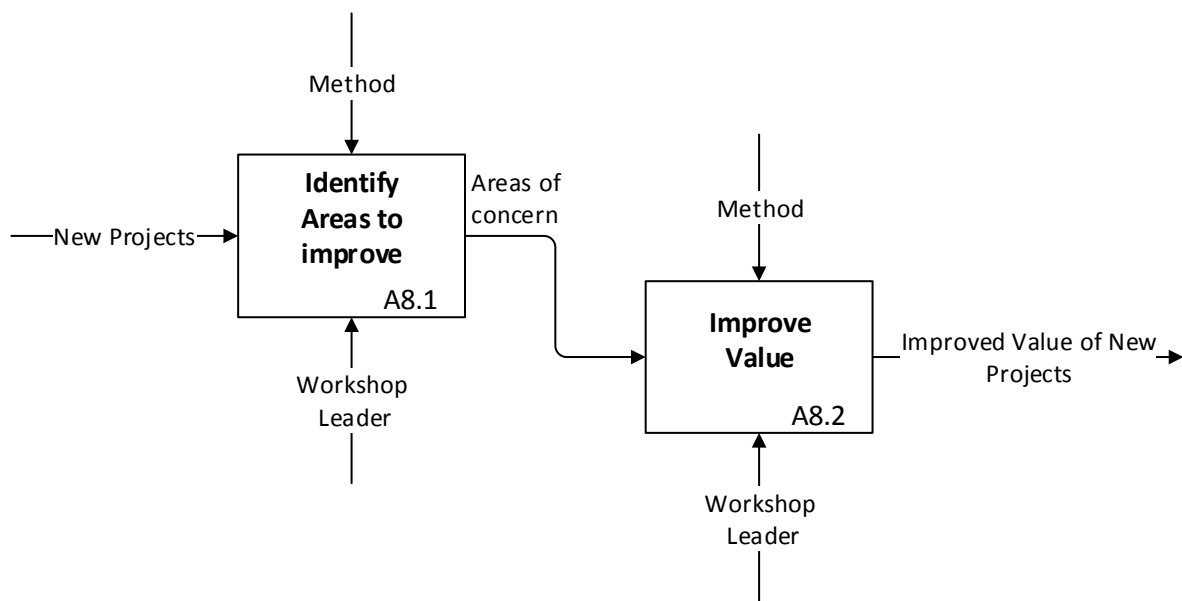 Method
Identify
Areas to
improve
A8.1
New Projects
Areas of
concern
Workshop
Leader
Method
Improve
Value
A8.2
Improved Value of New
Projects
Workshop
Leader